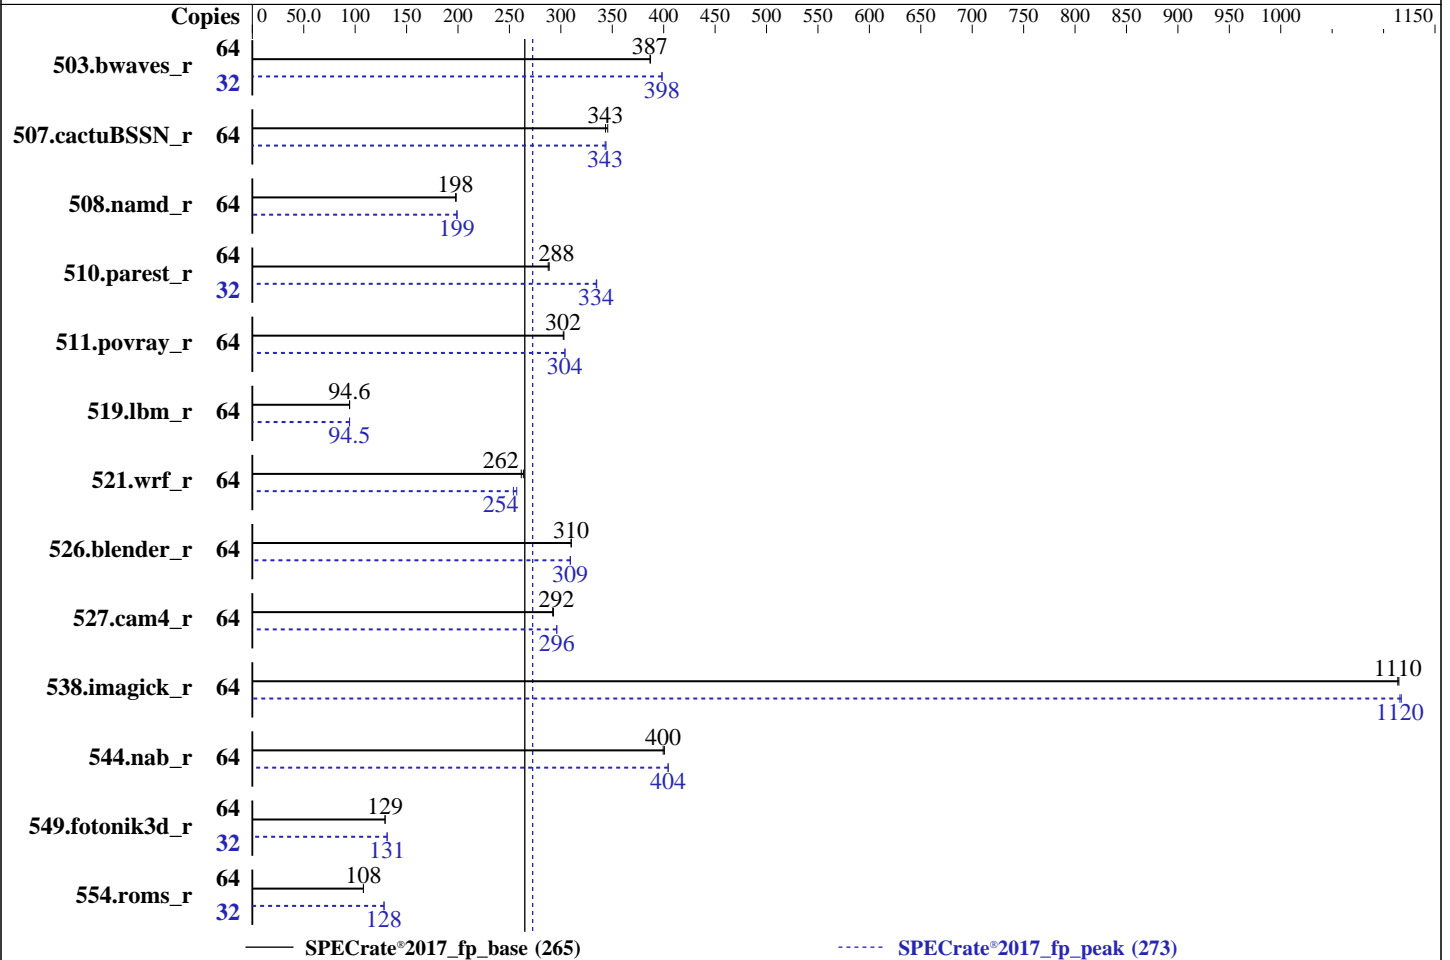 Copies 0 50.0 100 150 200 250 300 350 400 450 500 550 600 650 700 750 800 850 900 950 1000 1150
503.bwaves_r 64 387
32 398
507.cactuBSSN_r 64 343
343
508.namd_r 64 198
199
510.parest_r 64 288
32 334
511.povray_r 64 302
304
519.lbm_r 64 94.6
94.5
521.wrf_r 64 262
254
526.blender_r 64 310
309
527.cam4_r 64 292
296
538.imagick_r 64 1110
1120
544.nab_r 64 400
404
549.fotonik3d_r 64 129
32 131
554.roms_r 64 108
32 128
SPECrate®2017_fp_base (265) SPECrate®2017_fp_peak (273)